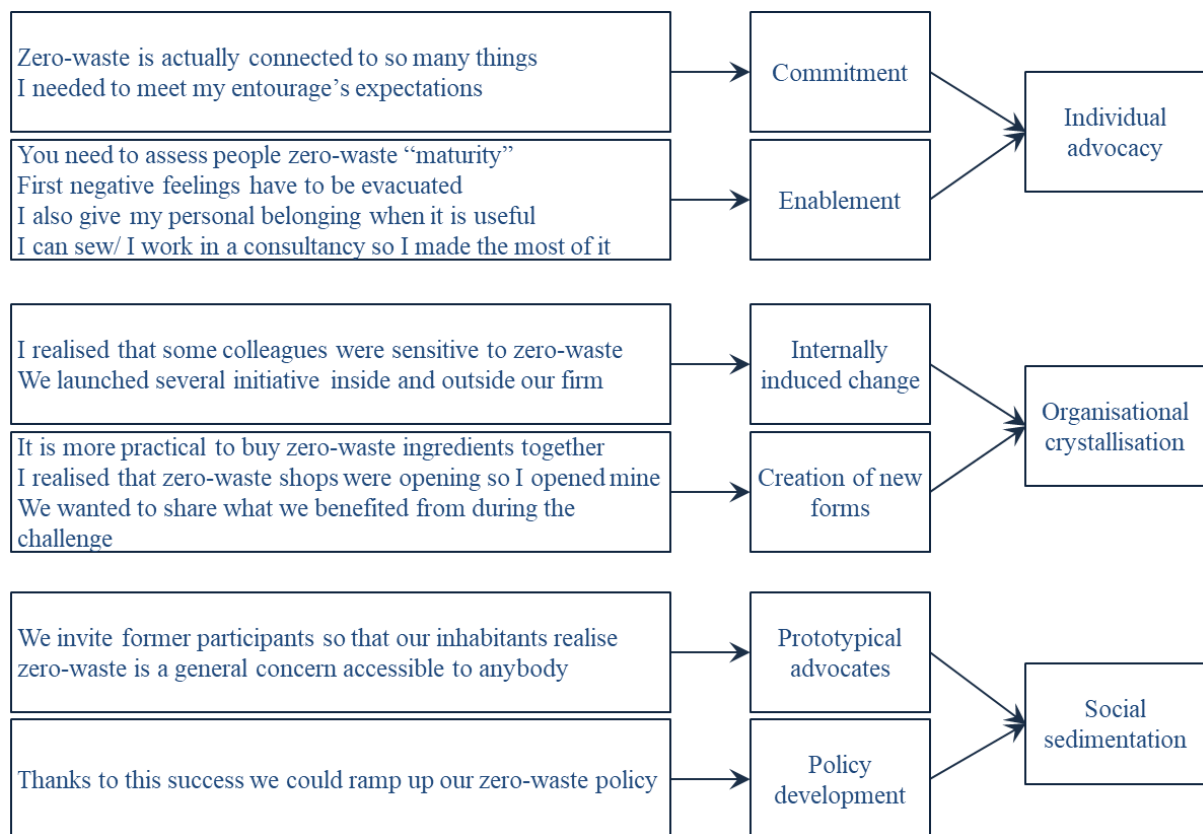 Zero-waste is actually connected to so many things
I needed to meet my entourage’s expectations
Commitment
You need to assess people zero-waste “maturity”
First negative feelings have to be evacuated
I also give my personal belonging when it is useful
I can sew/ I work in a consultancy so I made the most of it
Enablement
Individual
advocacy
I realised that some colleagues were sensitive to zero-waste
We launched several initiative inside and outside our firm
Internally
induced change
It is more practical to buy zero-waste ingredients together
I realised that zero-waste shops were opening so I opened mine
We wanted to share what we benefited from during the
challenge
Creation of new
forms
Organisational
crystallisation
We invite former participants so that our inhabitants realise
zero-waste is a general concern accessible to anybody
Prototypical
advocates
Thanks to this success we could ramp up our zero-waste policy
Policy
development
Social
sedimentation